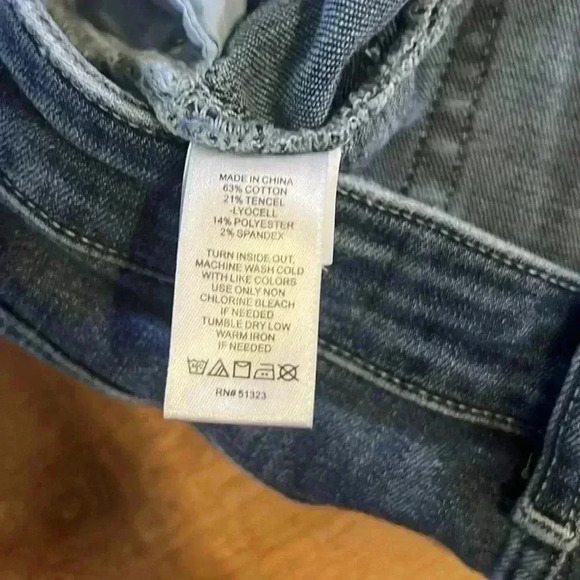 MADE IN CHINA
63% COTTON
21% TENCEL
-LYOCELL
14% POLYESTER
2% SPANDEX
TURN INSIDE OUT,
MACHINE WASH COLD
WITH LIKE COLORS
USE ONLY NON
CHLORINE BLEACH
IF NEEDED
TUMBLE DRY LOW
WARM IRON
IF NEEDED
RN# 51323